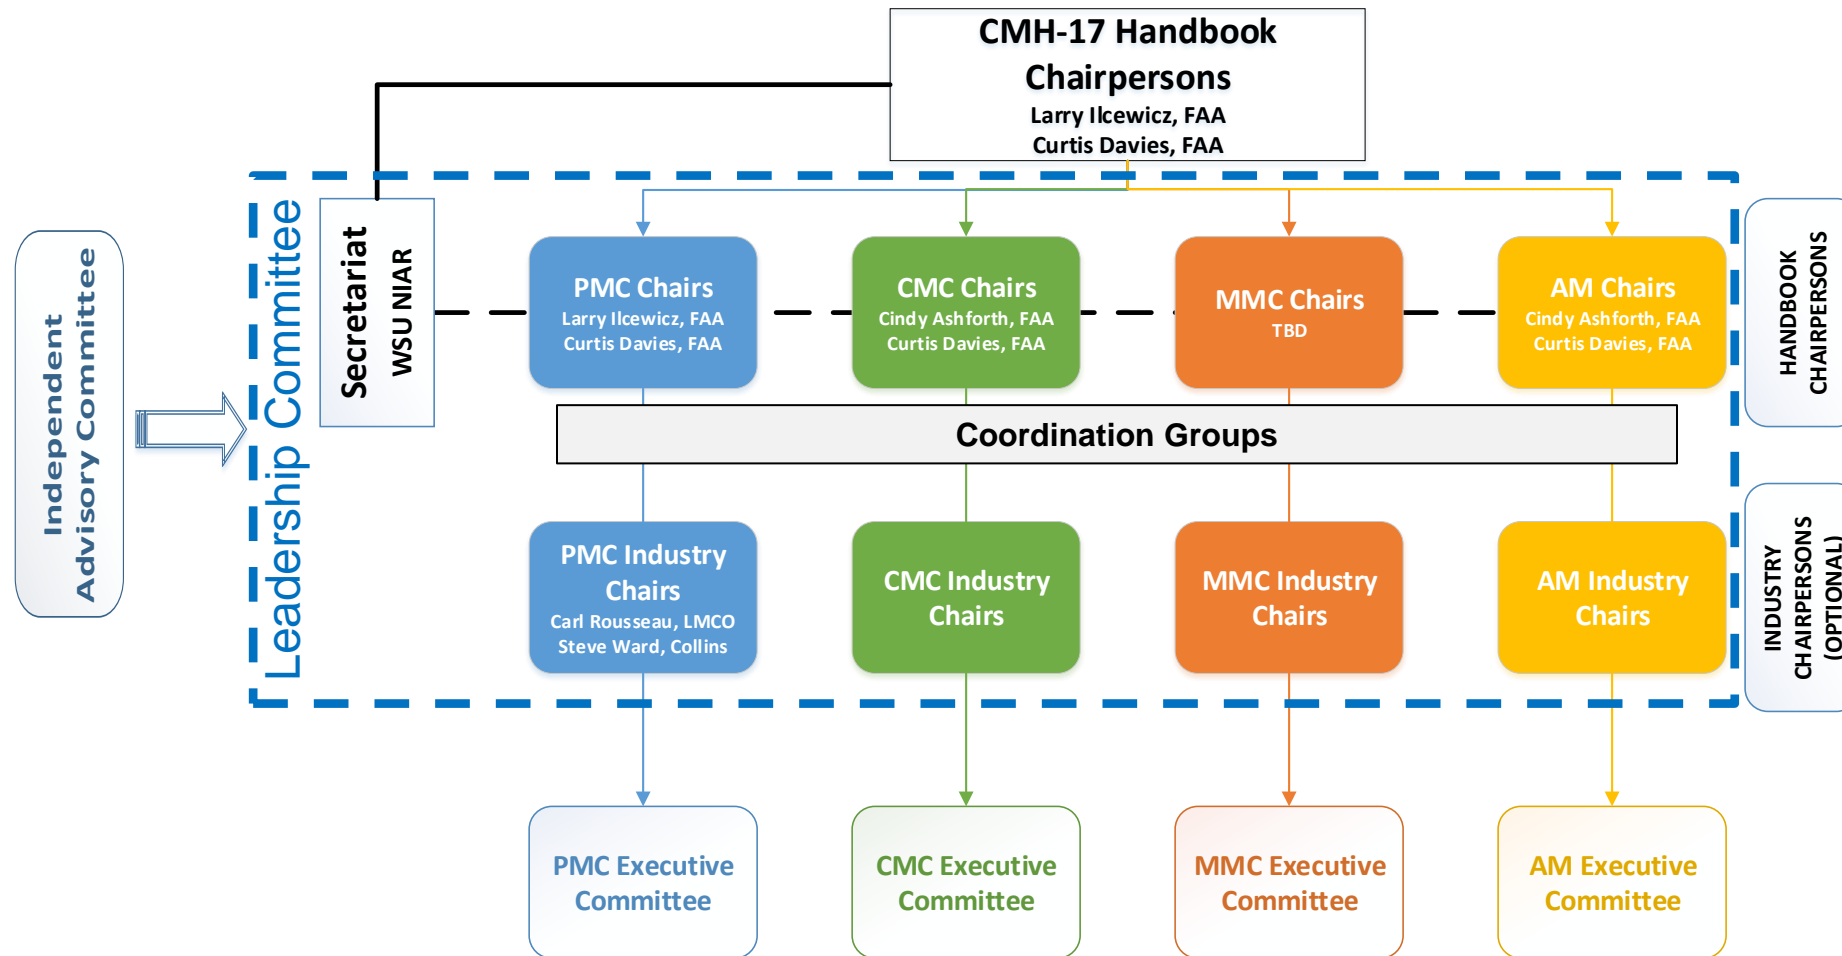 CMH-17 Handbook
Chairpersons
Larry Ilcewicz, FAA
Curtis Davies, FAA
Independent
Advisory Committee
Leadership Committee
Secretariat
WSU NIAR
PMC Chairs
Larry Ilcewicz, FAA
Curtis Davies, FAA
CMC Chairs
Cindy Ashforth, FAA
Curtis Davies, FAA
MMC Chairs
TBD
AM Chairs
Cindy Ashforth, FAA
Curtis Davies, FAA
HANDBOOK
CHAIRPERSONS
Coordination Groups
PMC Industry
Chairs
Carl Rousseau, LMCO
Steve Ward, Collins
CMC Industry
Chairs
MMC Industry
Chairs
AM Industry
Chairs
INDUSTRY
CHAIRPERSONS
(OPTIONAL)
PMC Executive
Committee
CMC Executive
Committee
MMC Executive
Committee
AM Executive
Committee